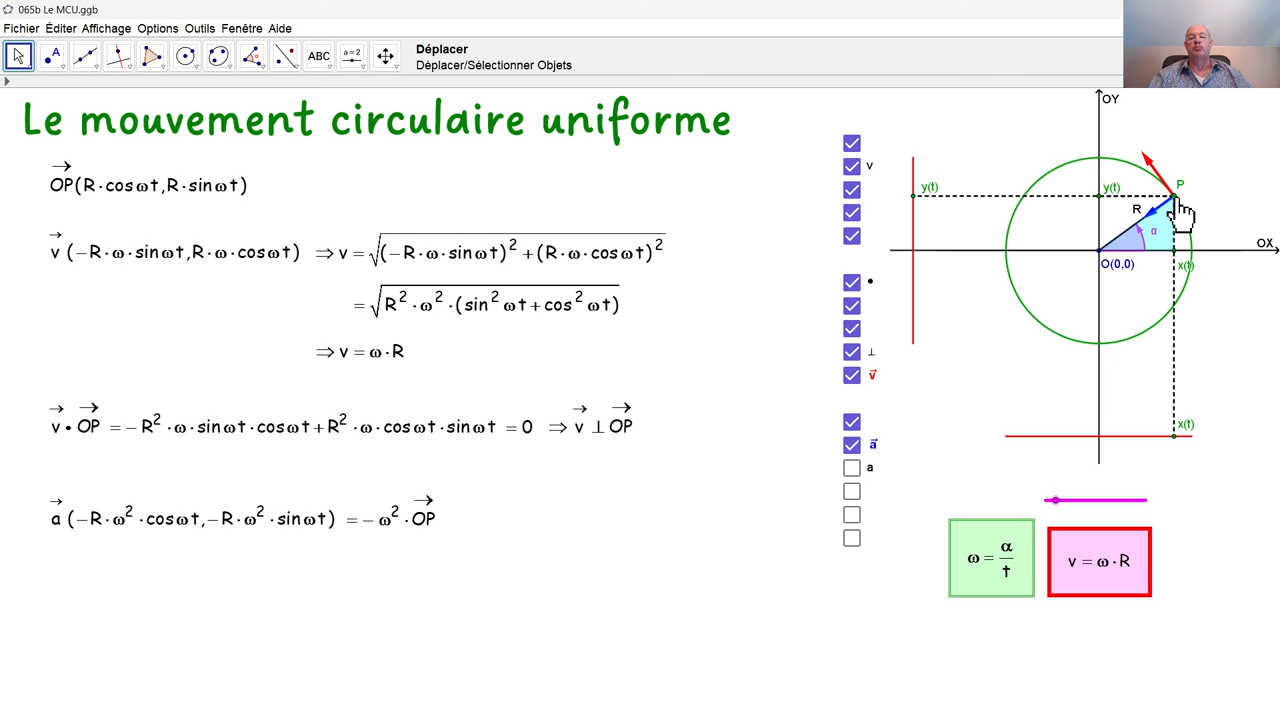 065b Le MCU.ggb
Fichier Éditer Affichage Options Outils Fenêtre Aide
A ABC a=2
Déplacer
Déplacer/Sélectionner Objets
Le mouvement circulaire uniforme
→OP(R·cosωt,R·sinωt)
→v(−R·ω·sinωt,R·ω·cosωt) ⇒ v = √((−R·ω·sinωt)²+(R·ω·cosωt)²)
= √(R²·ω²·(sin²ωt+cos²ωt))
⇒ v = ω·R
→v • →OP = −R²·ω·sinωt·cosωt+R²·ω·cosωt·sinωt = 0 ⇒ →v ⊥ →OP
→a(−R·ω²·cosωt,−R·ω²·sinωt) = −ω²·→OP
v
•
⊥
v⃗
a⃗
a
OY
y(t)
y(t)
P
R
α
OX
O(0,0)
x(t)
x(t)
ω = α/t
v = ω·R